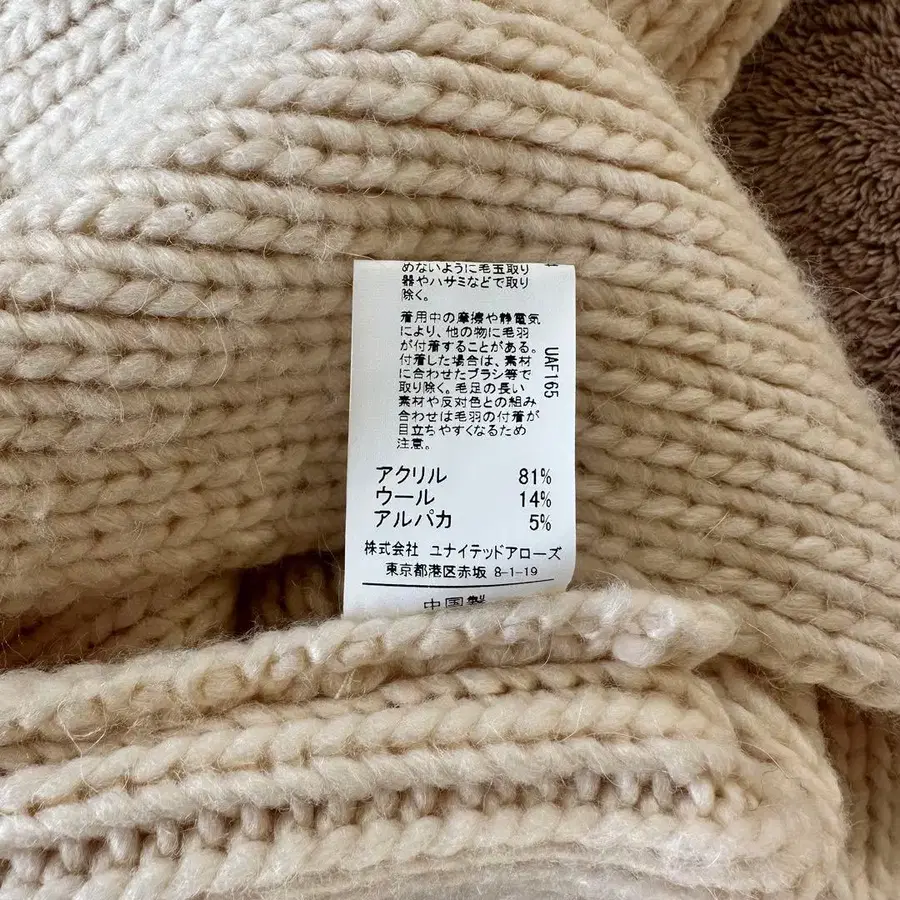 めないように毛玉取り
器やハサミなどで取り
除く。
着用中の摩擦や静電気
により、他の物に毛羽
が付着することがある。
付着した場合は、素材
に合わせたブラシ等で
取り除く。毛足の長い
素材や反対色との組み
合わせは毛羽の付着が
目立ちやすくなるため
注意。
UAF165
アクリル 81%
ウール 14%
アルパカ 5%
株式会社 ユナイテッドアローズ
東京都港区赤坂 8-1-19
中国製